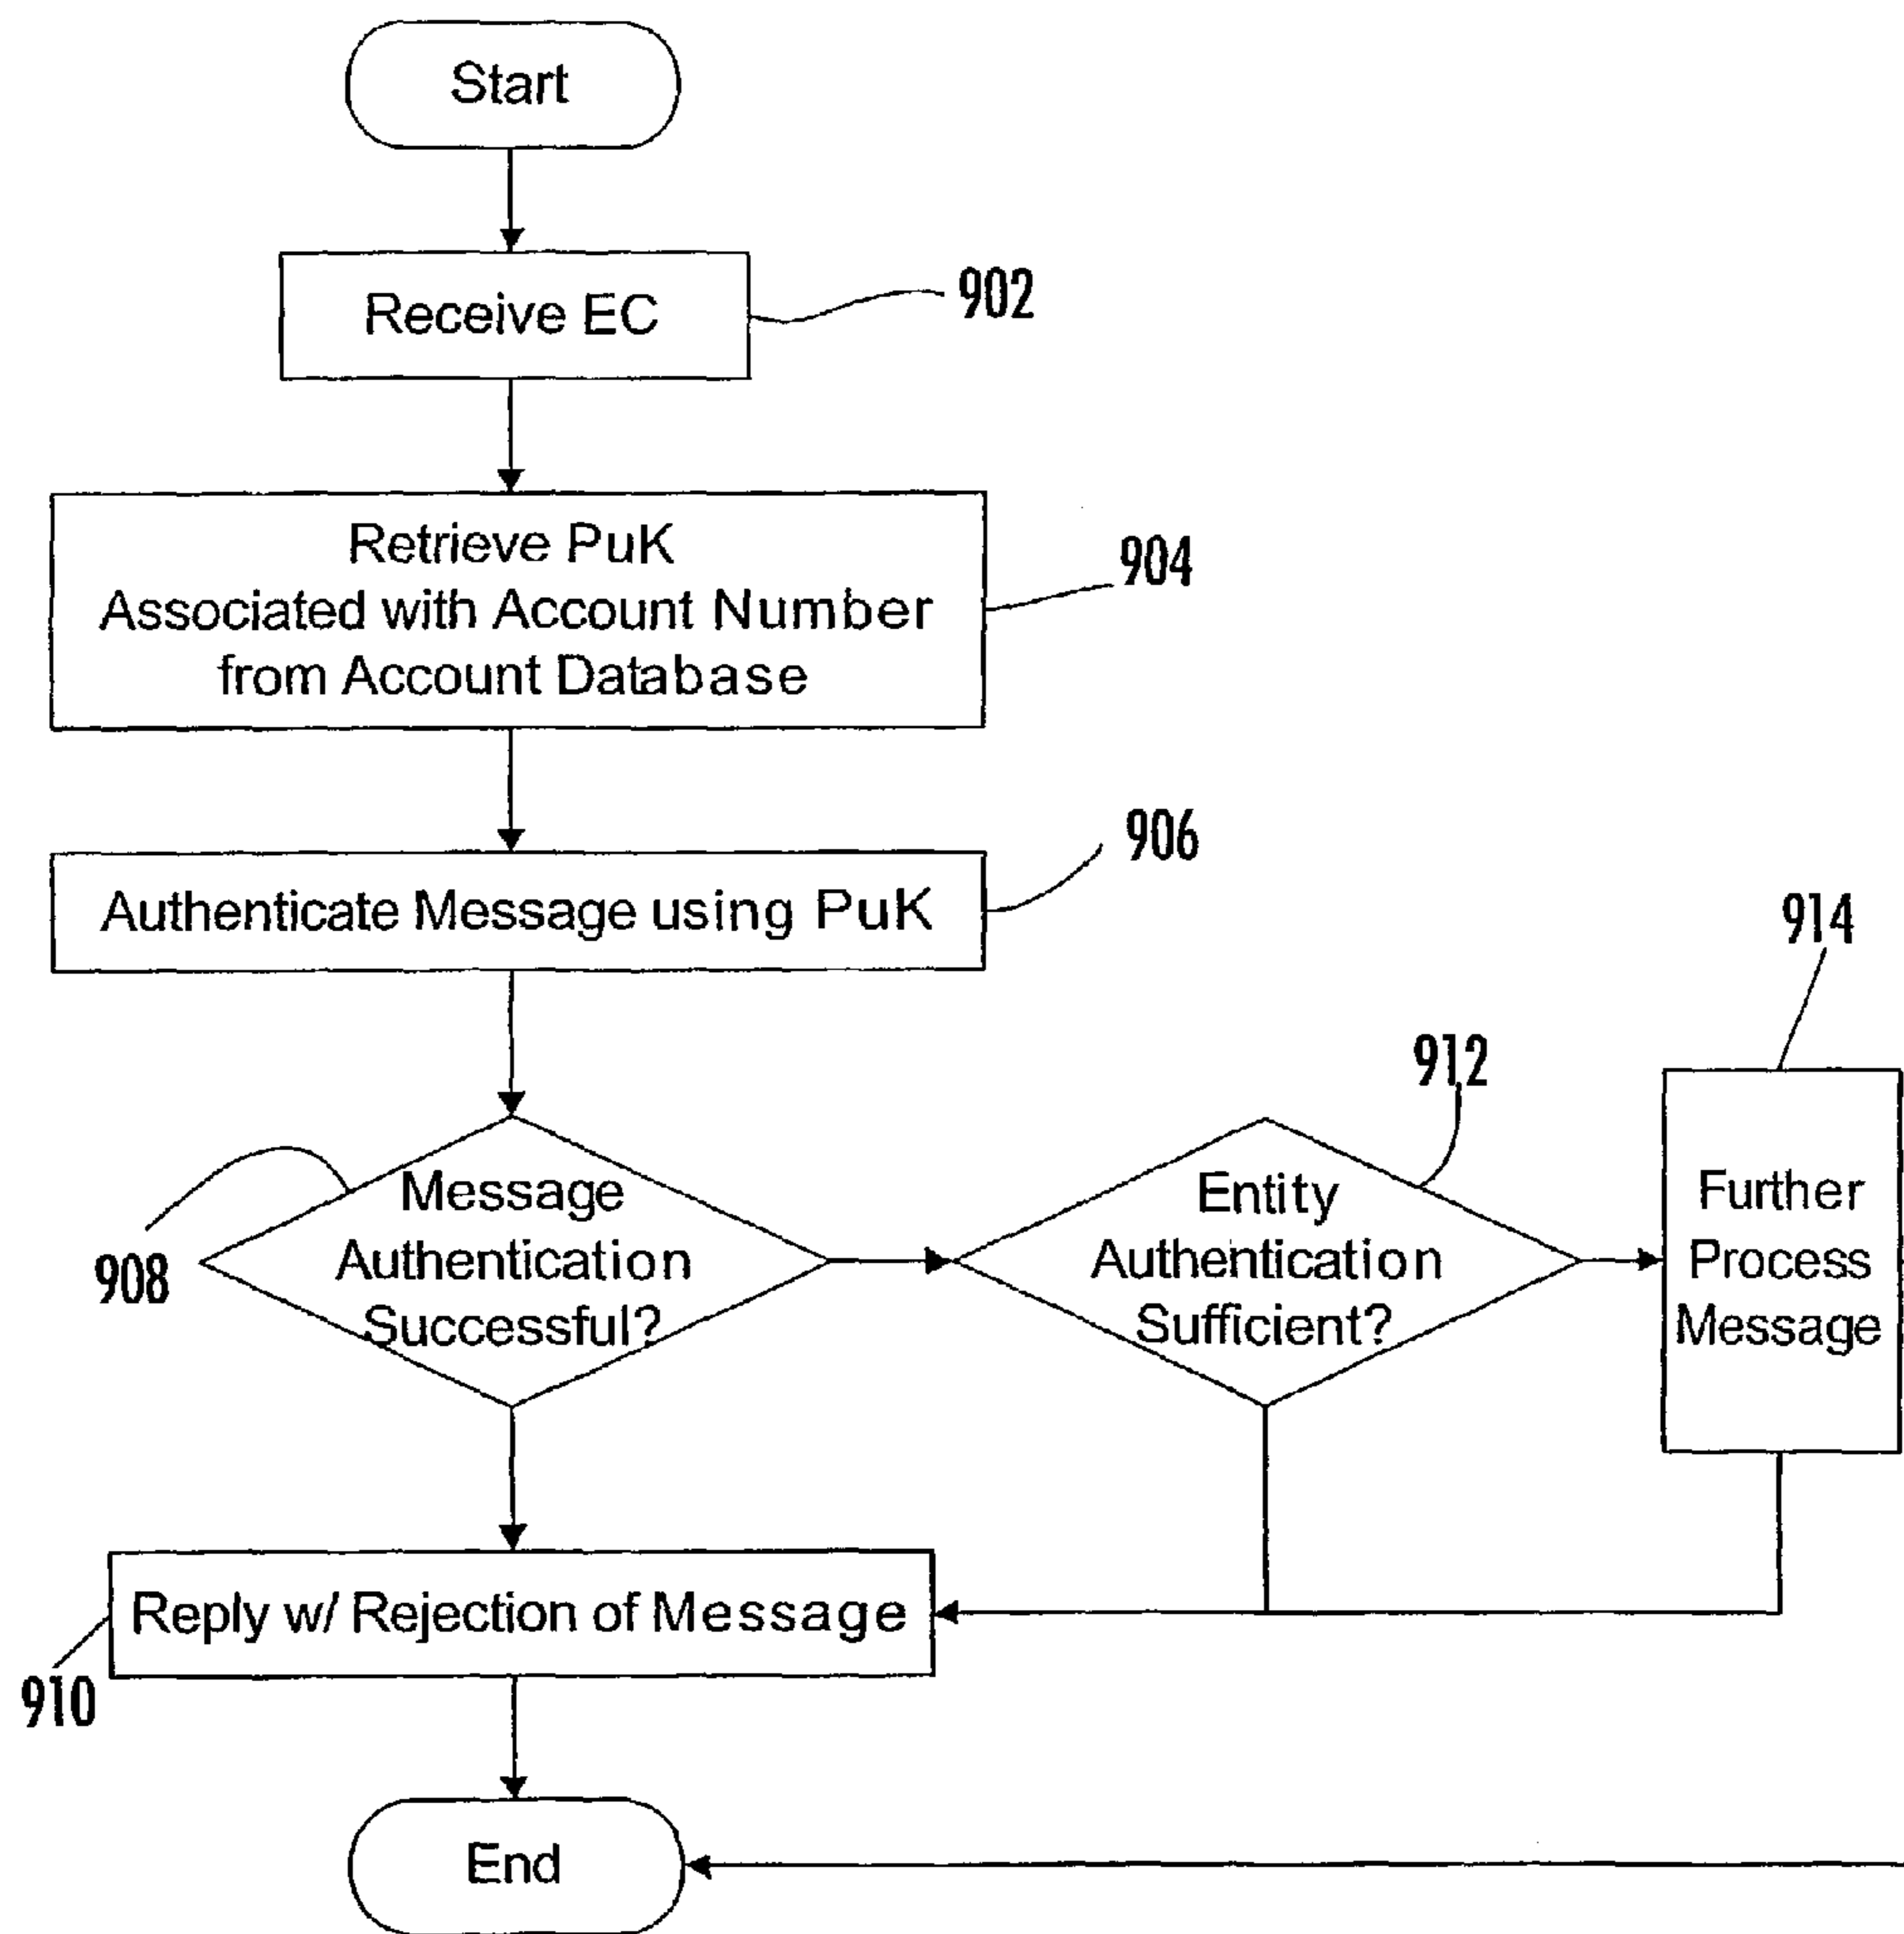 Start
Receive EC
902
Retrieve PuK
Associated with Account Number
from Account Database
904
Authenticate Message using PuK
906
Message
Authentication
Successful?
908
Entity
Authentication
Sufficient?
912
Further
Process
Message
914
Reply w/ Rejection of Message
910
End